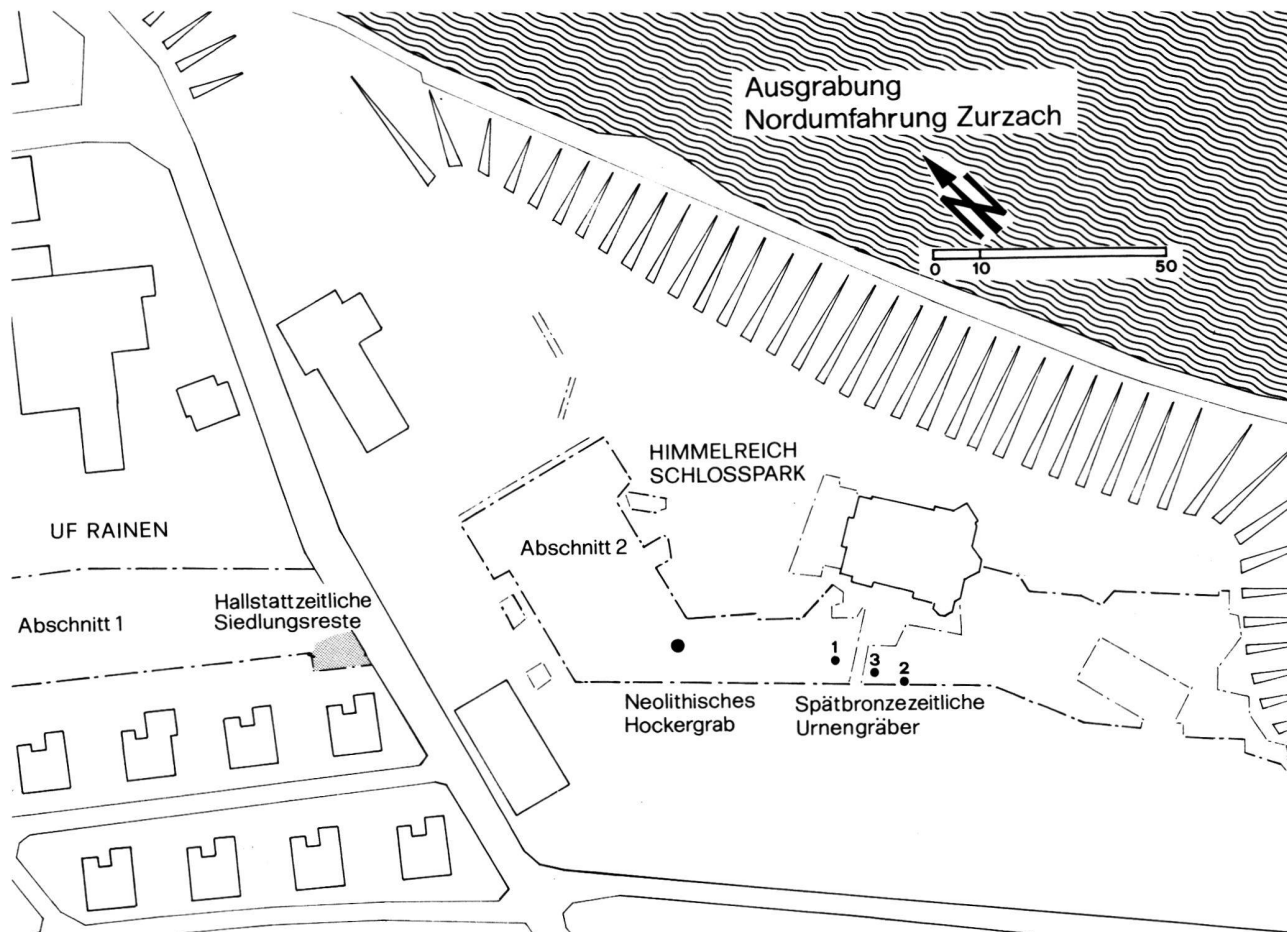 Ausgrabung
Nordumfahrung Zurzach
N
0 10 50
HIMMELREICH
SCHLOSSPARK
UF RAINEN
Abschnitt 2
Abschnitt 1
Hallstattzeitliche
Siedlungsreste
1
3
2
Neolithisches
Hockergrab
Spätbronzezeitliche
Urnengräber